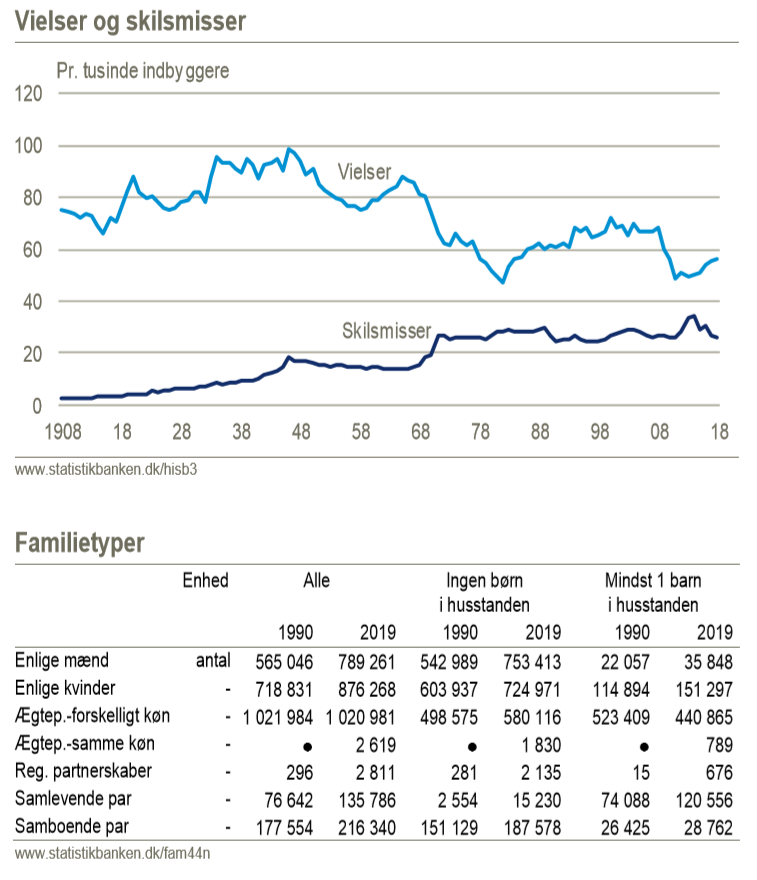 Vielser og skilsmisser
Pr. tusinde indbyggere
120
100
Vielser
80
60
40
Skilsmisser
20
0
1908 18 28 38 48 58 68 78 88 98 08 18
www.statistikbanken.dk/hisb3
Familietyper
Enhed Alle Ingen børn Mindst 1 barn
i husstanden i husstanden
1990 2019 1990 2019 1990 2019
Enlige mænd antal 565 046 789 261 542 989 753 413 22 057 35 848
Enlige kvinder - 718 831 876 268 603 937 724 971 114 894 151 297
Ægtep.-forskelligt køn - 1 021 984 1 020 981 498 575 580 116 523 409 440 865
Ægtep.-samme køn - ● 2 619 ● 1 830 ● 789
Reg. partnerskaber - 296 2 811 281 2 135 15 676
Samlevende par - 76 642 135 786 2 554 15 230 74 088 120 556
Samboende par - 177 554 216 340 151 129 187 578 26 425 28 762
www.statistikbanken.dk/fam44n